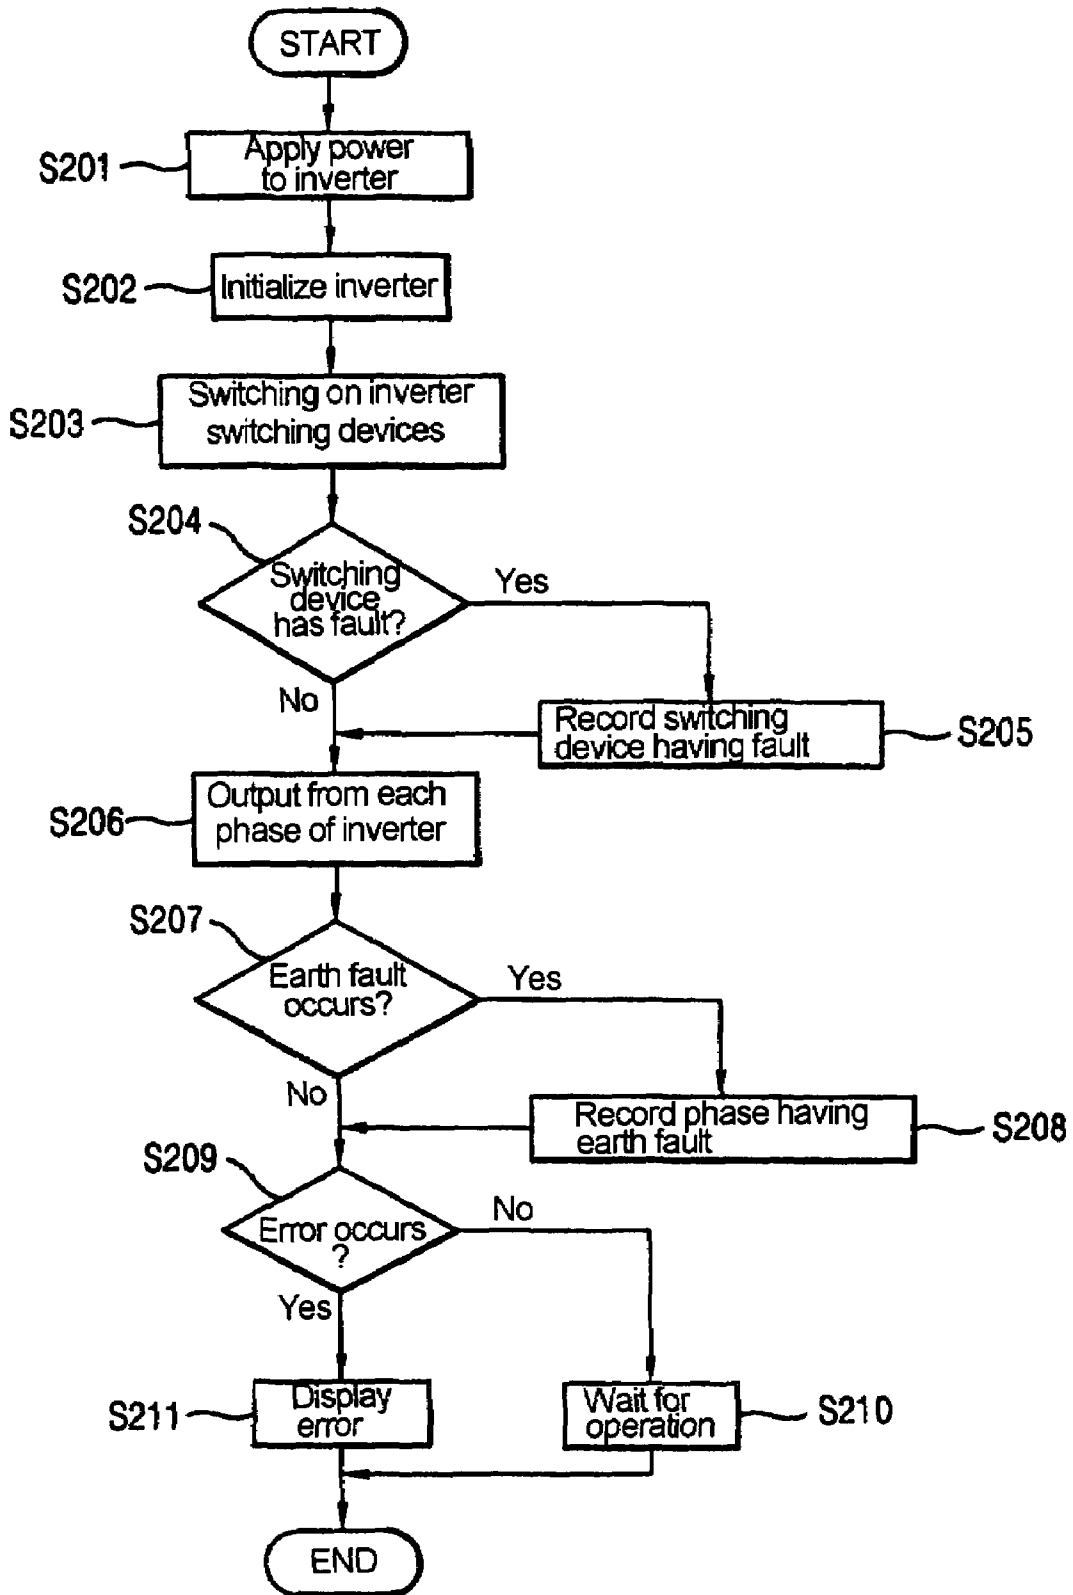 START
S201
Apply power
to inverter
S202
Initialize inverter
S203
Switching on inverter
switching devices
S204
Switching
device
has fault?
Yes
No
Record switching
device having fault
S205
S206
Output from each
phase of inverter
S207
Earth fault
occurs?
Yes
No
Record phase having
earth fault
S208
S209
Error occurs
?
No
Yes
S211
Display
error
Wait for
operation
S210
END